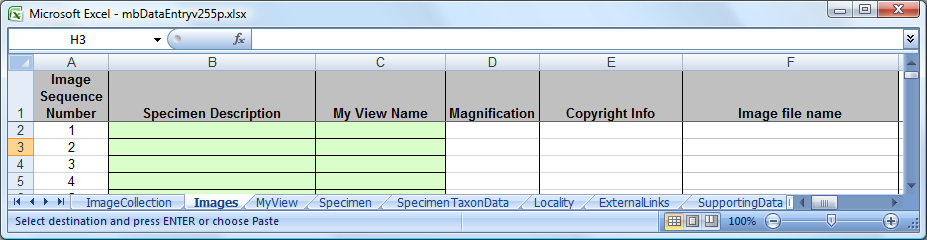 Microsoft Excel - mbDataEntryv255p.xlsx
H3 fx
A B C D E F
1 Image Sequence Number Specimen Description My View Name Magnification Copyright Info Image file name
2 1
3 2
4 3
5 4
ImageCollection Images MyView Specimen SpecimenTaxonData Locality ExternalLinks SupportingData
Select destination and press ENTER or choose Paste 100%